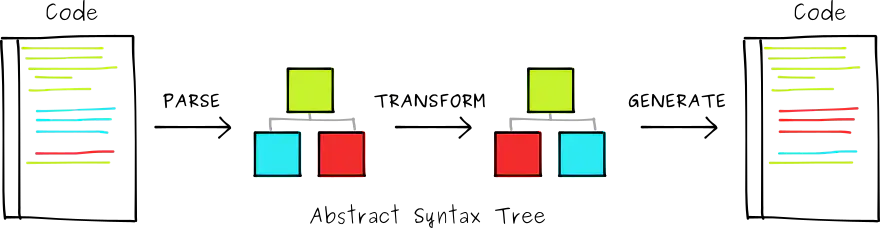 Code
Code
PARSE
TRANSFORM
GENERATE
Abstract Syntax Tree